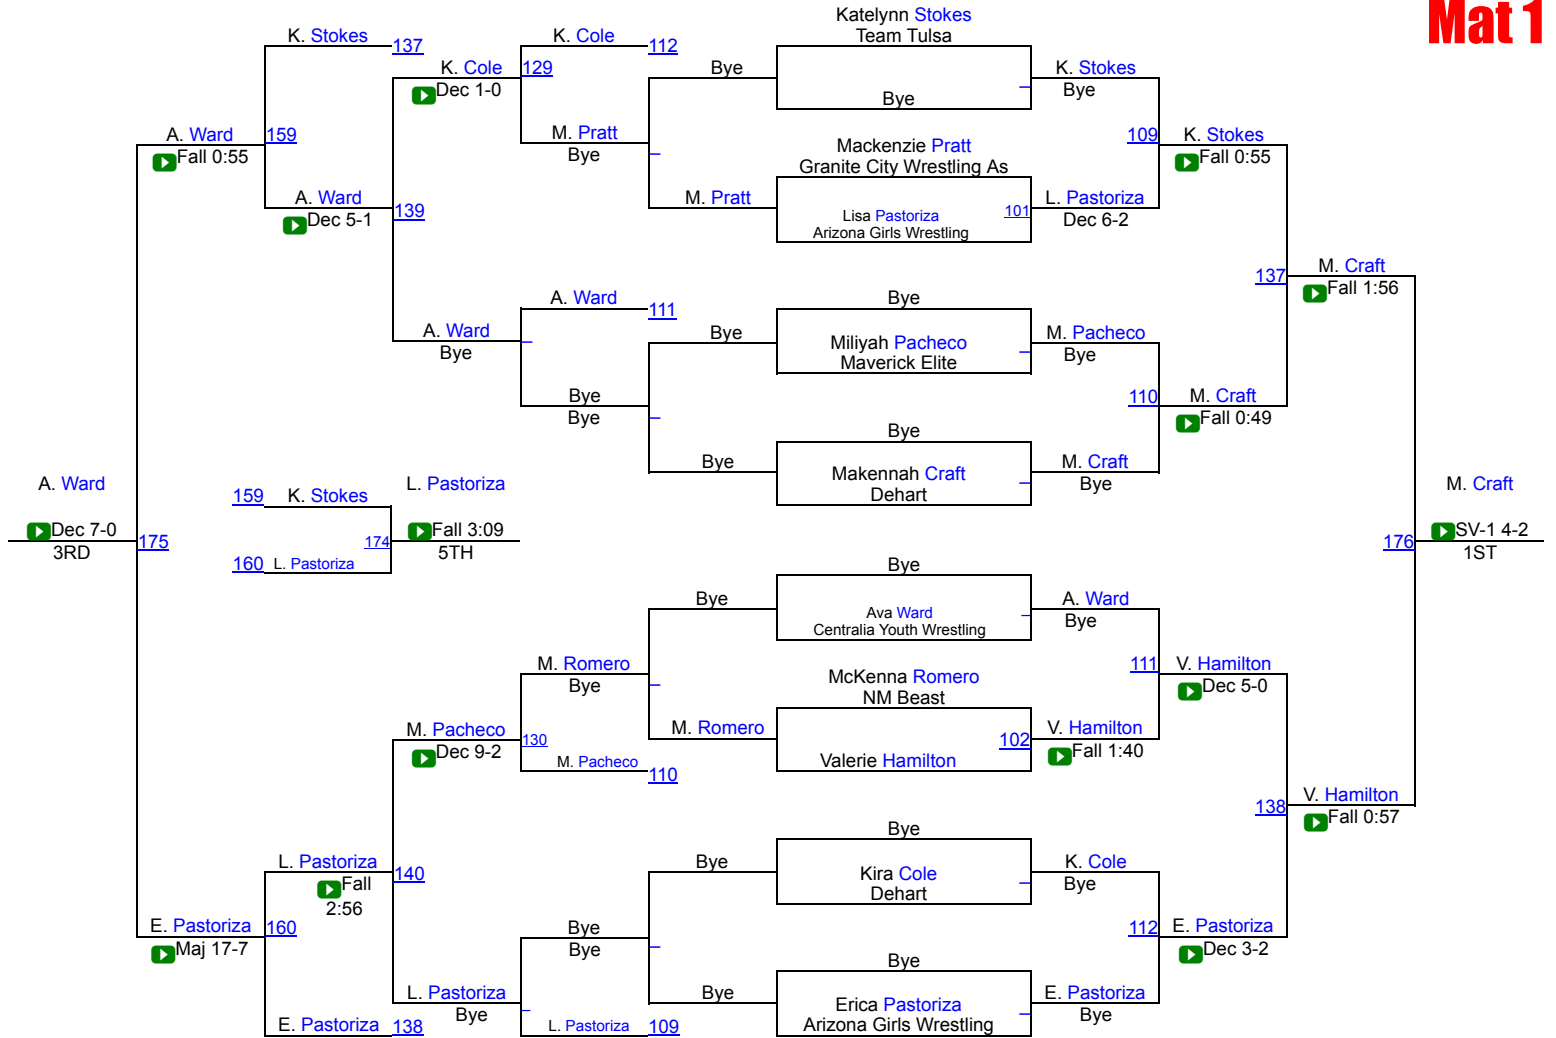 Mat 1
Katelynn Stokes
Team Tulsa
K. Stokes
137
K. Cole
112
K. Cole
129
Dec 1-0
Bye
Bye
K. Stokes
Bye
A. Ward
159
Fall 0:55
M. Pratt
Bye
Mackenzie Pratt
Granite City Wrestling As
109
K. Stokes
Fall 0:55
A. Ward
139
Dec 5-1
M. Pratt
Lisa Pastoriza
101
Arizona Girls Wrestling
L. Pastoriza
Dec 6-2
137
M. Craft
Fall 1:56
A. Ward
111
Bye
A. Ward
Bye
Bye
Miliyah Pacheco
Maverick Elite
M. Pacheco
Bye
Bye
Bye
110
M. Craft
Fall 0:49
Bye
Bye
Makennah Craft
Dehart
M. Craft
Bye
A. Ward
Dec 7-0
3RD
175
159
K. Stokes
L. Pastoriza
174
Fall 3:09
5TH
160
L. Pastoriza
M. Craft
176
SV-1 4-2
1ST
Bye
Bye
Ava Ward
Centralia Youth Wrestling
A. Ward
Bye
M. Romero
Bye
McKenna Romero
NM Beast
111
V. Hamilton
Dec 5-0
M. Pacheco
130
Dec 9-2
M. Romero
102
Valerie Hamilton
V. Hamilton
Fall 1:40
M. Pacheco
110
138
V. Hamilton
Fall 0:57
Bye
L. Pastoriza
140
Fall
2:56
Bye
Kira Cole
Dehart
K. Cole
Bye
E. Pastoriza
160
Maj 17-7
Bye
Bye
112
E. Pastoriza
Dec 3-2
Bye
L. Pastoriza
Bye
Bye
Erica Pastoriza
Arizona Girls Wrestling
E. Pastoriza
Bye
E. Pastoriza
138
L. Pastoriza
109